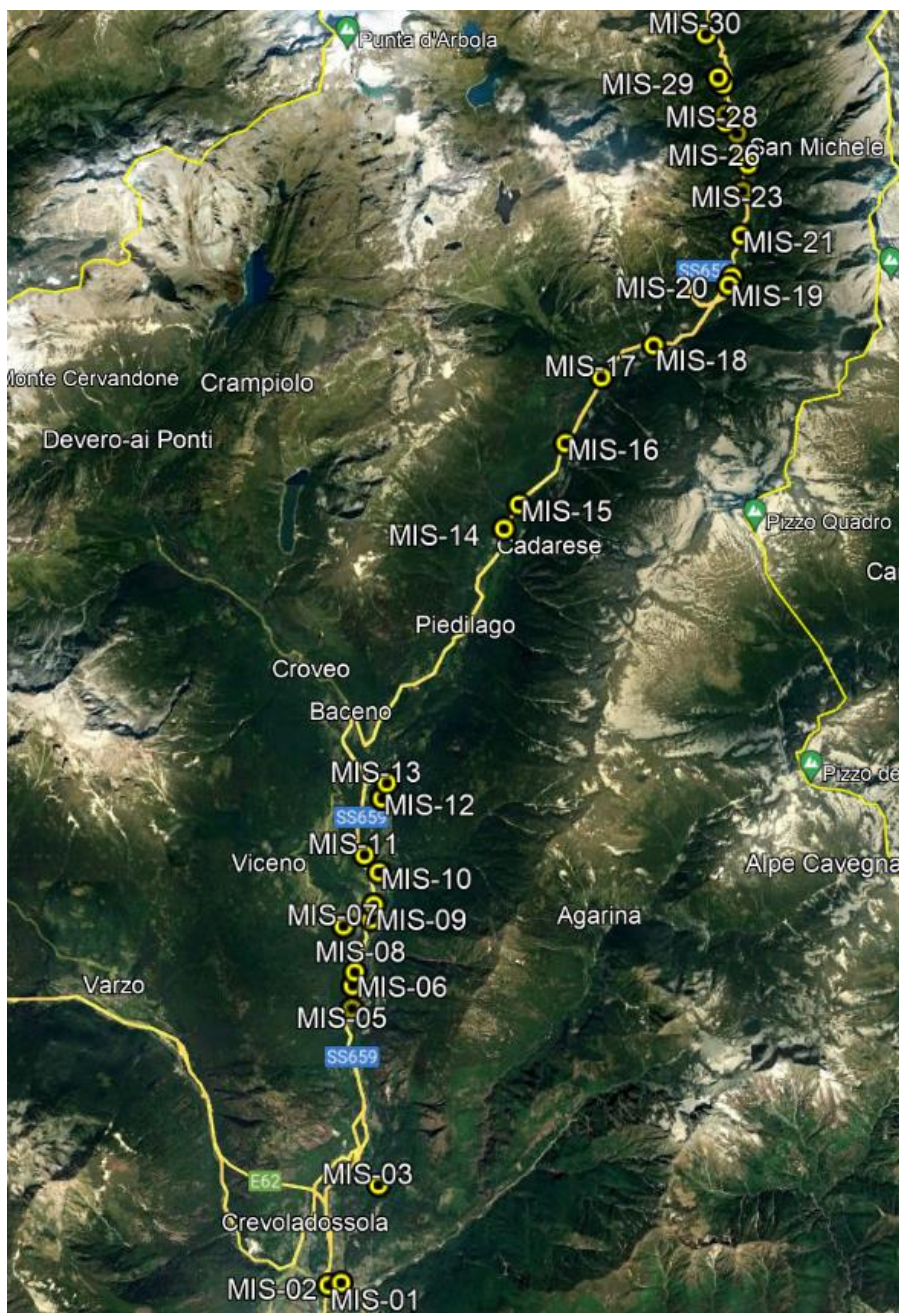 MIS-30
Punta d'Arbola
MIS-29
MIS-28
San Michele
MIS-26
MIS-23
MIS-21
SS659
MIS-20
MIS-19
MIS-18
MIS-17
Monte Cervandone
Crampiolo
Devero-ai Ponti
MIS-16
MIS-15
MIS-14
Cadarese
Pizzo Quadro
Piedilago
Croveo
Baceno
MIS-13
Pizzo de
MIS-12
SS659
MIS-11
Viceno
Alpe Cavegna
MIS-10
MIS-07
MIS-09
Agarina
MIS-08
Varzo
MIS-06
MIS-05
SS659
MIS-03
E62
Crevoladossola
MIS-02
MIS-01